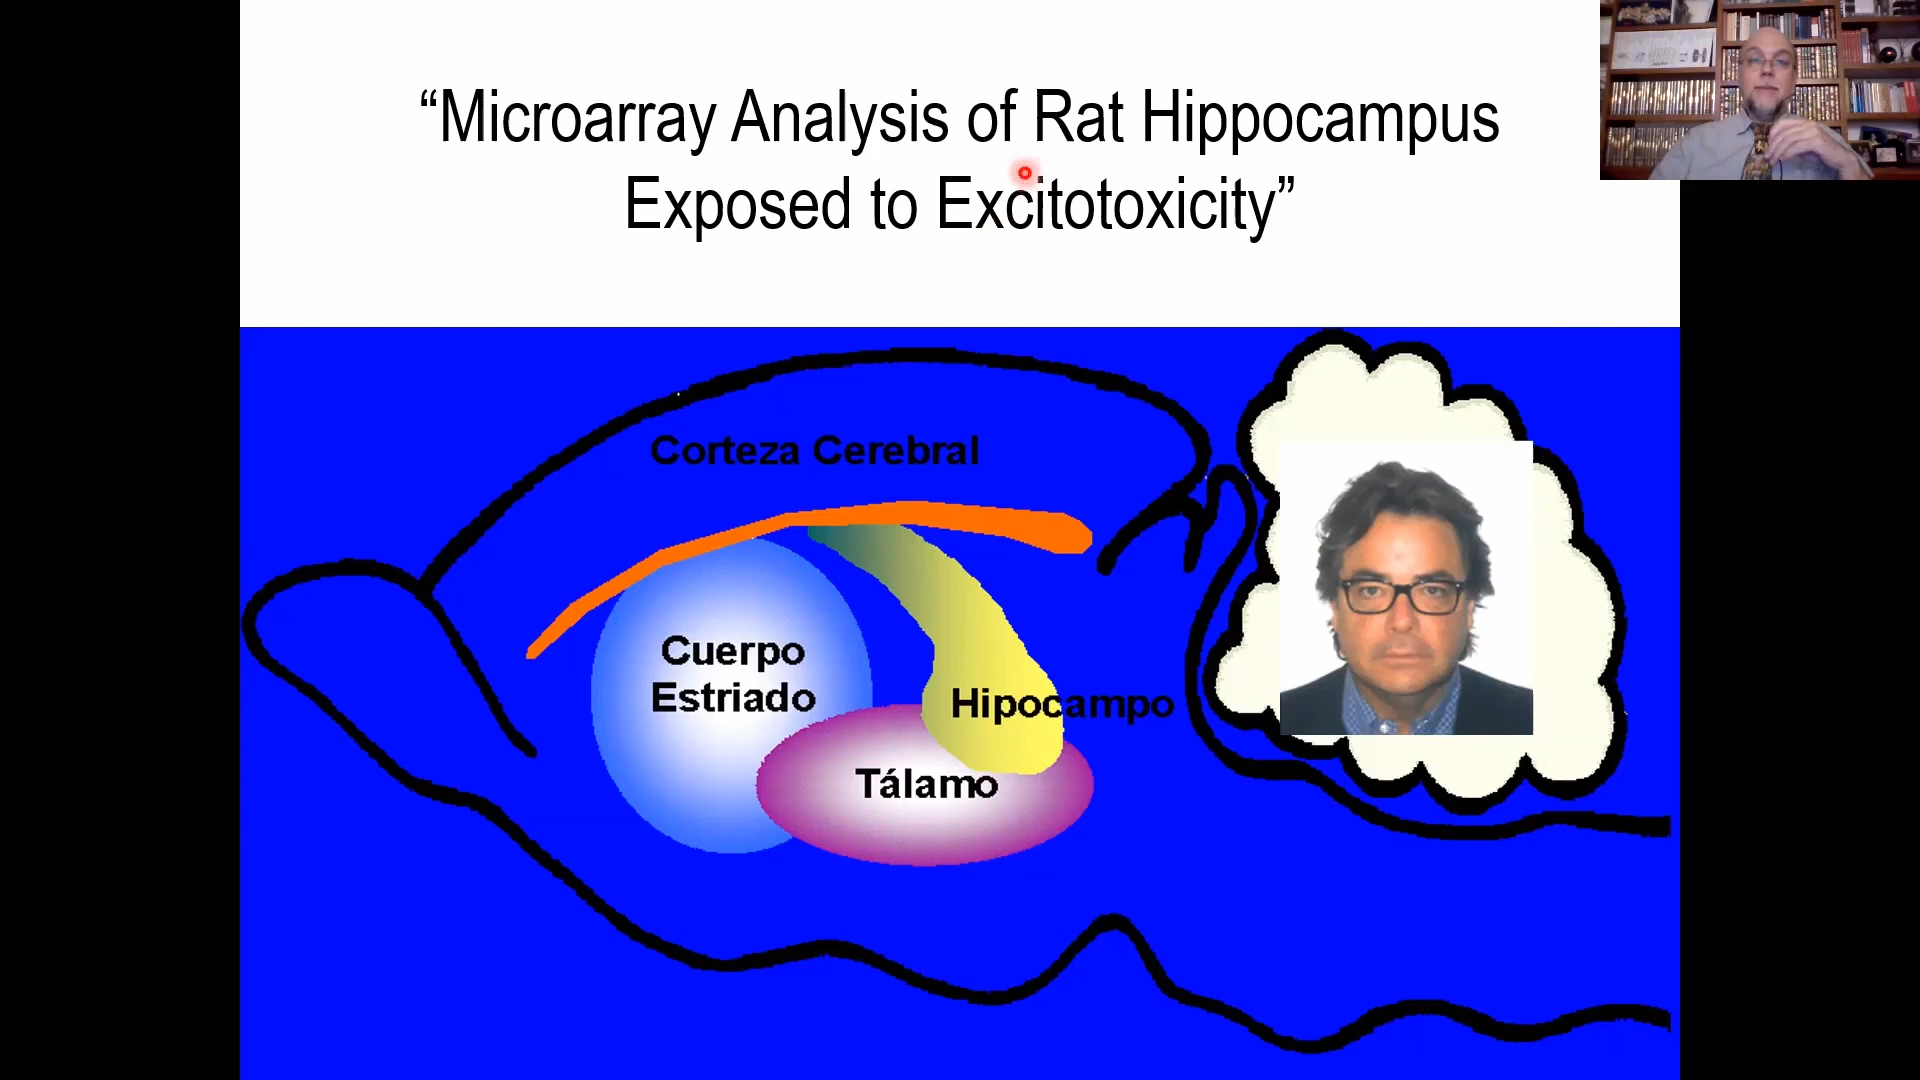 “Microarray Analysis of Rat Hippocampus
Exposed to Excitotoxicity”
Corteza Cerebral
Cuerpo
Estriado
Hipocampo
Tálamo